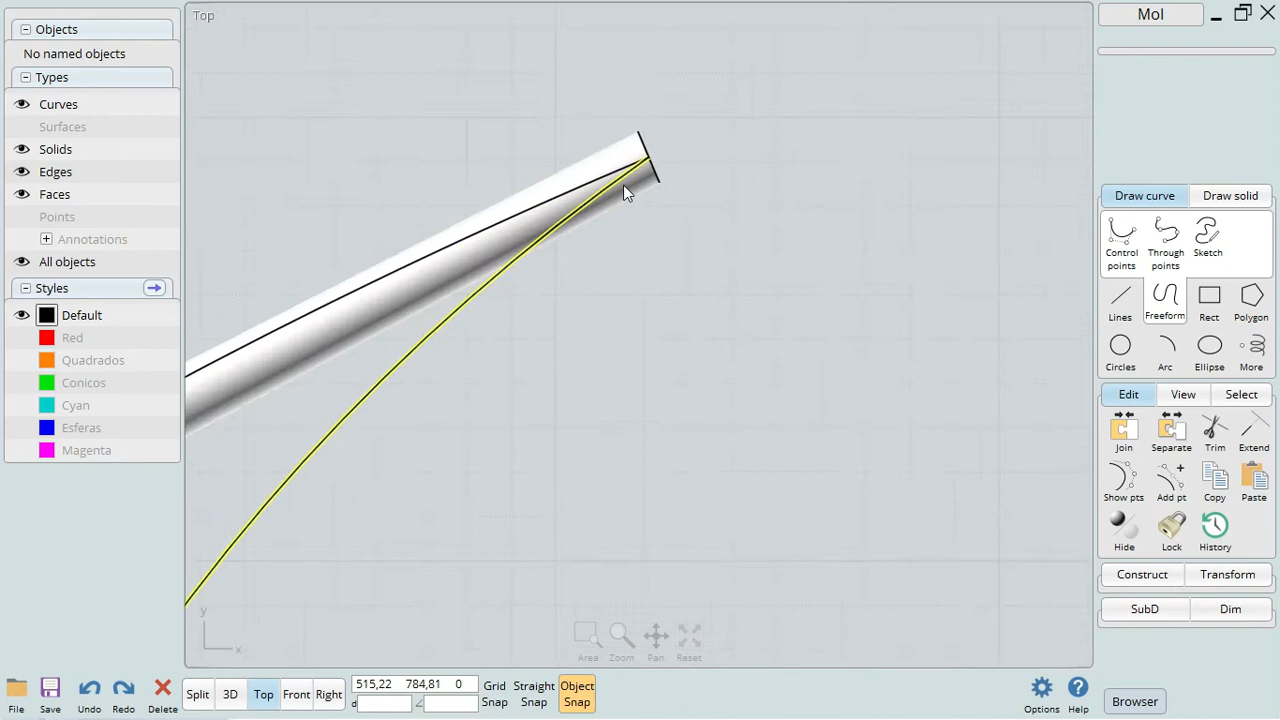 Objects
No named objects
Types
Curves
Surfaces
Solids
Edges
Faces
Points
Annotations
All objects
Styles
Default
Red
Quadrados
Conicos
Cyan
Esferas
Magenta
Top
y
x
Area
Zoom
Pan
Reset
MoI
Draw curve
Draw solid
Control points
Through points
Sketch
Lines
Freeform
Rect
Polygon
Circles
Arc
Ellipse
More
Edit
View
Select
Join
Separate
Trim
Extend
Show pts
Add pt
Copy
Paste
Hide
Lock
History
Construct
Transform
SubD
Dim
File
Save
Undo
Redo
Delete
Split
3D
Top
Front
Right
515,22 784,81 0
d
Grid Snap
Straight Snap
Object Snap
Options
Help
Browser